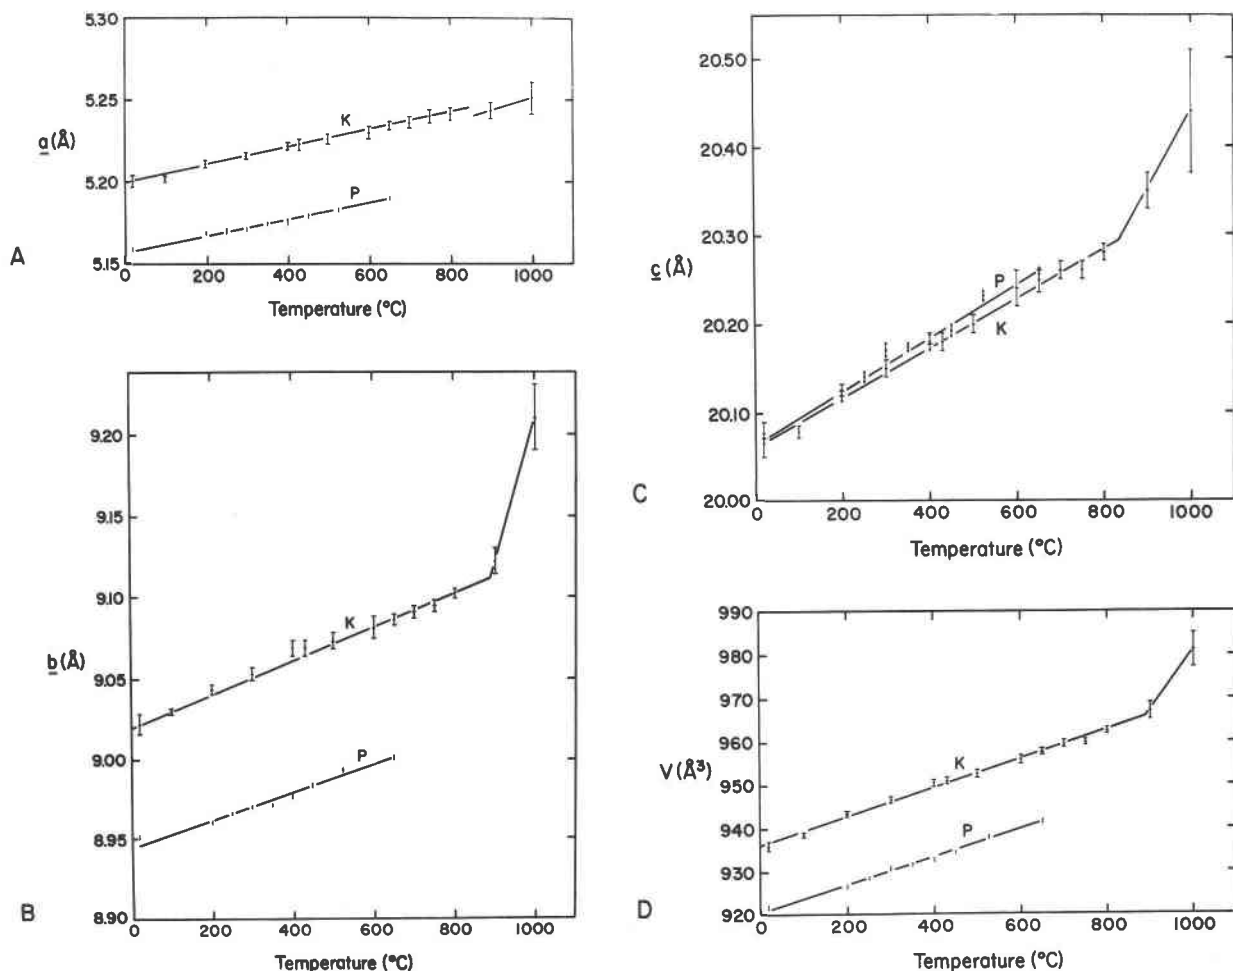 5.30
5.25
K
a(Å)
5.20
P
A
5.15
0 200 400 600 800 1000
Temperature (°C)
9.20
9.15
9.10
K
b(Å)
9.05
9.00
P
8.95
B
8.90
0 200 400 600 800 1000
Temperature (°C)
20.50
20.40
20.30
c(Å)
P
20.20
K
20.10
C
20.00
0 200 400 600 800 1000
Temperature (°C)
990
980
970
K
V(Å³)
960
950
P
940
930
D
920
0 200 400 600 800 1000
Temperature (°C)